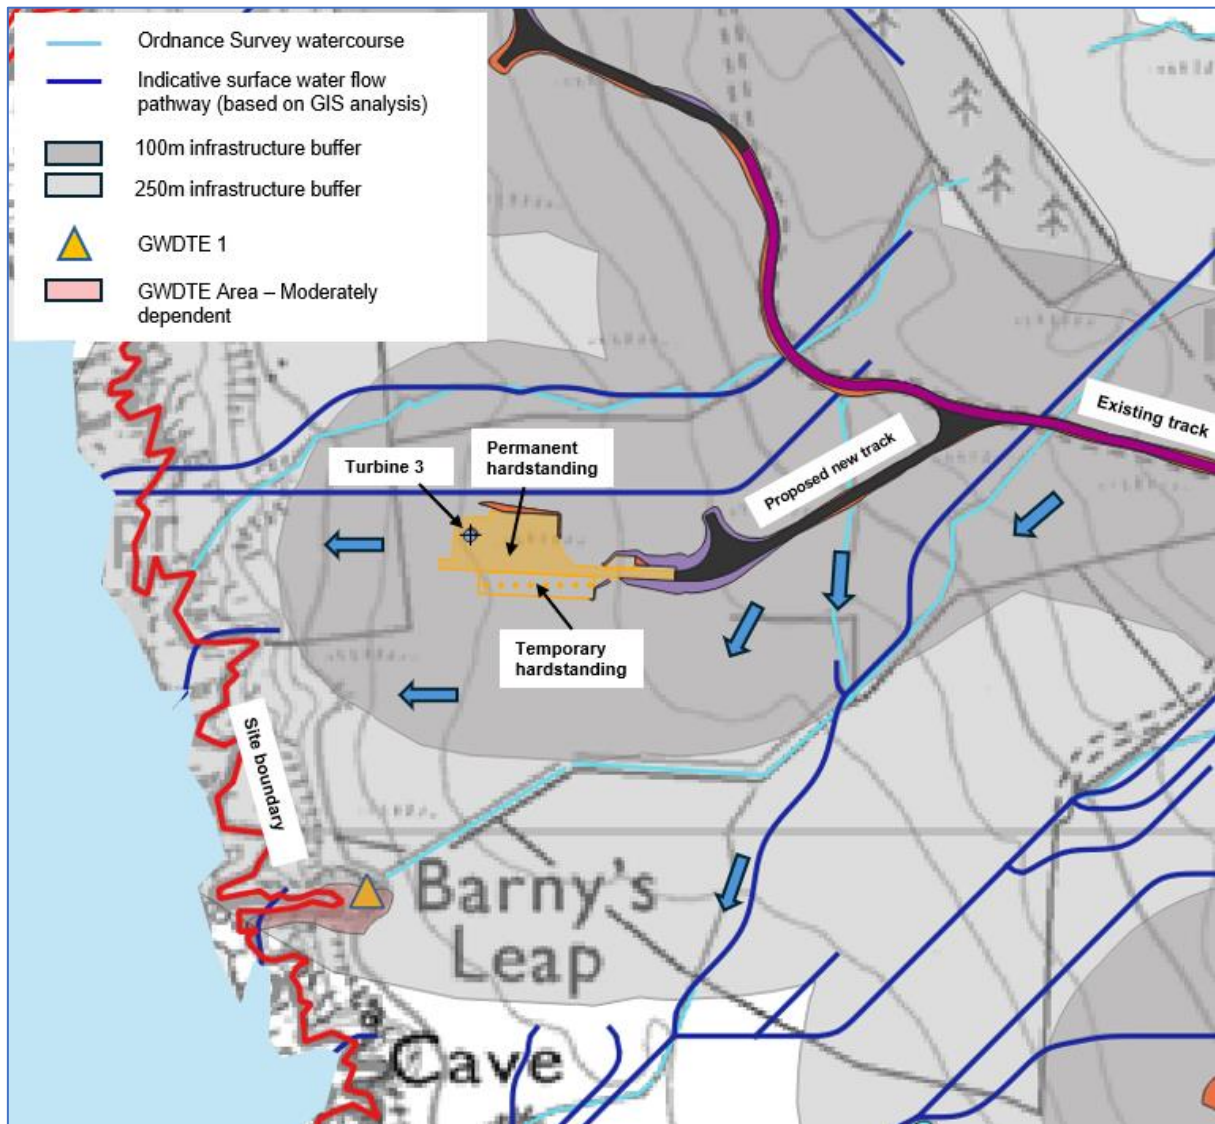 Ordnance Survey watercourse
Indicative surface water flow
pathway (based on GIS analysis)
100m infrastructure buffer
250m infrastructure buffer
GWDTE 1
GWDTE Area – Moderately
dependent
Existing track
Proposed new track
Permanent
hardstanding
Turbine 3
Temporary
hardstanding
Site boundary
Barny's
Leap
Cave